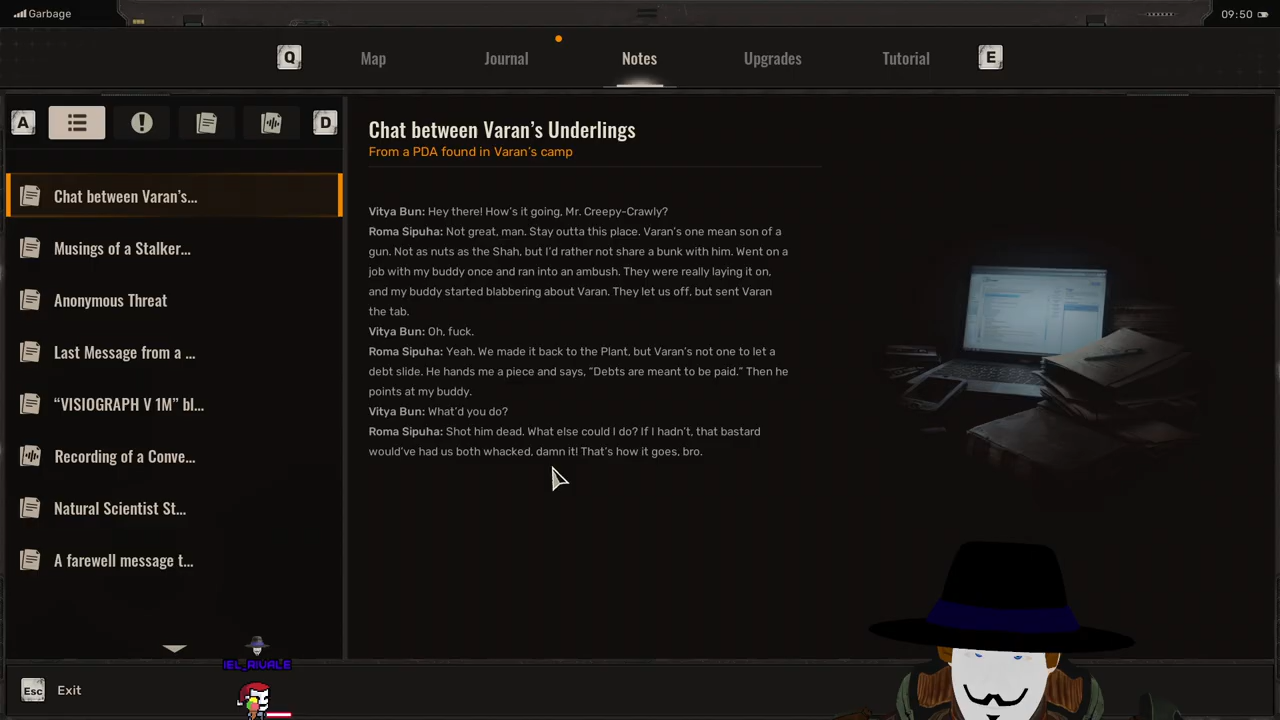 Garbage
09:50
Q
Map
Journal
Notes
Upgrades
Tutorial
E
A
D
Chat between Varan's...
Musings of a Stalker...
Anonymous Threat
Last Message from a ...
“VISIOGRAPH V 1M” bl...
Recording of a Conve...
Natural Scientist St...
A farewell message t...
Chat between Varan's Underlings
From a PDA found in Varan's camp
Vitya Bun: Hey there! How's it going, Mr. Creepy-Crawly?
Roma Sipuha: Not great, man. Stay outta this place. Varan's one mean son of a
gun. Not as nuts as the Shah, but I'd rather not share a bunk with him. Went on a
job with my buddy once and ran into an ambush. They were really laying it on,
and my buddy started blabbering about Varan. They let us off, but sent Varan
the tab.
Vitya Bun: Oh, fuck.
Roma Sipuha: Yeah. We made it back to the Plant, but Varan's not one to let a
debt slide. He hands me a piece and says, “Debts are meant to be paid.” Then he
points at my buddy.
Vitya Bun: What'd you do?
Roma Sipuha: Shot him dead. What else could I do? If I hadn't, that bastard
would've had us both whacked, damn it! That's how it goes, bro.
IEL_RIVALE
Esc
Exit